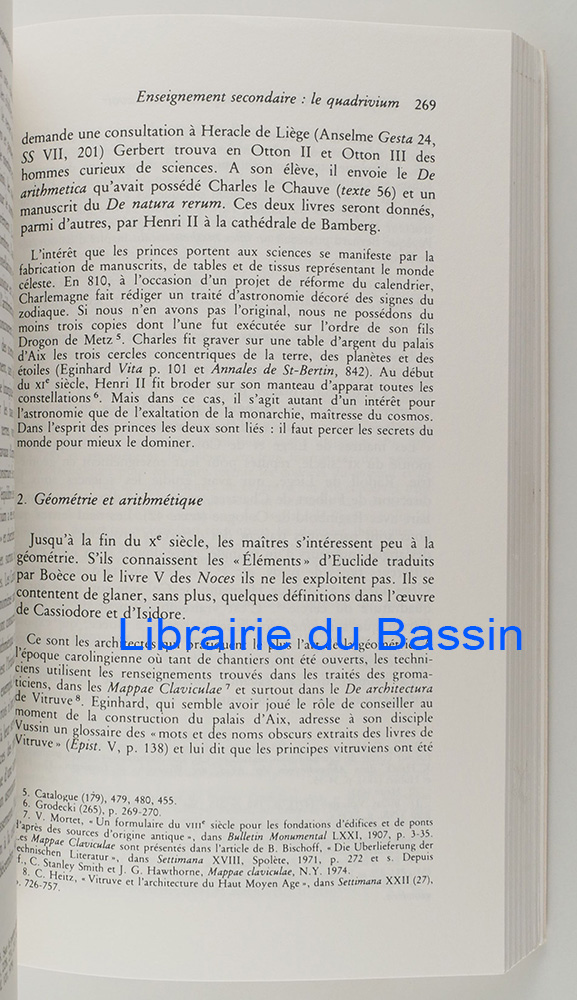 Enseignement secondaire : le quadrivium 269
demande une consultation à Heracle de Liège (Anselme Gesta 24,
SS VII, 201) Gerbert trouva en Otton II et Otton III des
hommes curieux de sciences. A son élève, il envoie le De
arithmetica qu'avait possédé Charles le Chauve (texte 56) et un
manuscrit du De natura rerum. Ces deux livres seront donnés,
parmi d'autres, par Henri II à la cathédrale de Bamberg.
L'intérêt que les princes portent aux sciences se manifeste par la
fabrication de manuscrits, de tables et de tissus représentant le monde
céleste. En 810, à l'occasion d'un projet de réforme du calendrier,
Charlemagne fait rédiger un traité d'astronomie décoré des signes du
zodiaque. Si nous n'en avons pas l'original, nous ne possédons du
moins trois copies dont l'une fut exécutée sur l'ordre de son fils
Drogon de Metz 5. Charles fit graver sur une table d'argent du palais
d'Aix les trois cercles concentriques de la terre, des planètes et des
étoiles (Eginhard Vita p. 101 et Annales de St-Bertin, 842). Au début
du XIe siècle, Henri II fit broder sur son manteau d'apparat toutes les
constellations 6. Mais dans ce cas, il s'agit autant d'un intérêt pour
l'astronomie que de l'exaltation de la monarchie, maîtresse du cosmos.
Dans l'esprit des princes les deux sont liés : il faut percer les secrets du
monde pour mieux le dominer.
2. Géométrie et arithmétique
Jusqu'à la fin du Xe siècle, les maîtres s'intéressent peu à la
géométrie. S'ils connaissent les « Éléments » d'Euclide traduits
par Boèce ou le livre V des Noces ils ne les exploitent pas. Ils se
contentent de glaner, sans plus, quelques définitions dans l'œuvre
de Cassiodore et d'Isidore.
Librairie du Bassin
Ce sont les architectes qui pratiquent le plus l'art de la géométrie. A
l'époque carolingienne où tant de chantiers ont été ouverts, les techni-
ciens utilisent les renseignements trouvés dans les traités des groma-
ticiens, dans les Mappae Claviculae 7 et surtout dans le De architectura
de Vitruve 8. Eginhard, qui semble avoir joué le rôle de conseiller au
moment de la construction du palais d'Aix, adresse à son disciple
Vussin un glossaire des « mots et des noms obscurs extraits des livres de
Vitruve » (Epist. V, p. 138) et lui dit que les principes vitruviens ont été
5. Catalogue (179), 479, 480, 455.
6. Grodecki (265), p. 269-270.
7. V. Mortet, « Un formulaire du VIIIe siècle pour les fondations d'édifices et de ponts
d'après des sources d'origine antique », dans Bulletin Monumental LXXI, 1907, p. 3-35.
Les Mappae Claviculae sont présentés dans l'article de B. Bischoff, « Die Uberlieferung der
technischen Literatur », dans Settimana XVIII, Spolète, 1971, p. 272 et s. Depuis
f., C. Stanley Smith et J. G. Hawthorne, Mappae claviculae, N.Y. 1974.
8. C. Heitz, « Vitruve et l'architecture du Haut Moyen Age », dans Settimana XXII (27),
p. 726-757.